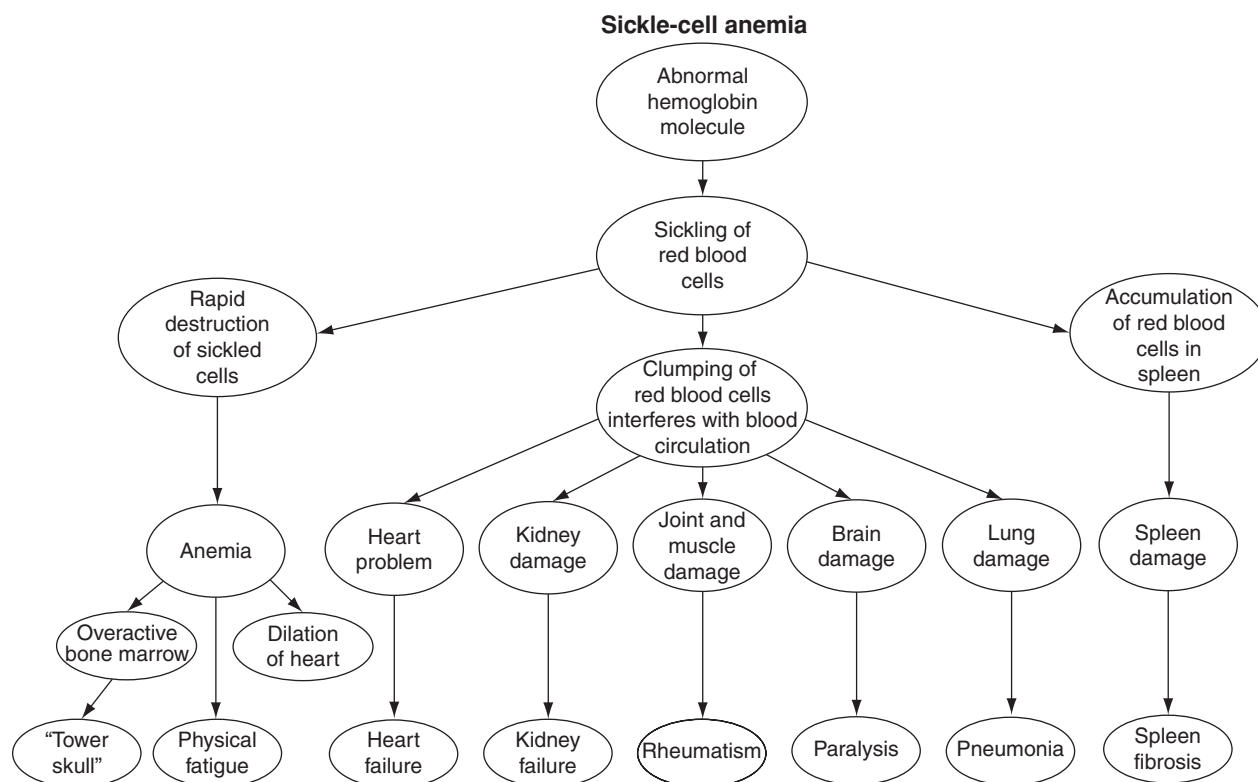 Sickle-cell anemia
Abnormal
hemoglobin
molecule
Sickling of
red blood
cells
Rapid
destruction
of sickled
cells
Clumping of
red blood cells
interferes with blood
circulation
Accumulation
of red blood
cells in
spleen
Anemia
Heart
problem
Kidney
damage
Joint and
muscle
damage
Brain
damage
Lung
damage
Spleen
damage
Overactive
bone marrow
Dilation
of heart
“Tower
skull”
Physical
fatigue
Heart
failure
Kidney
failure
Rheumatism
Paralysis
Pneumonia
Spleen
fibrosis